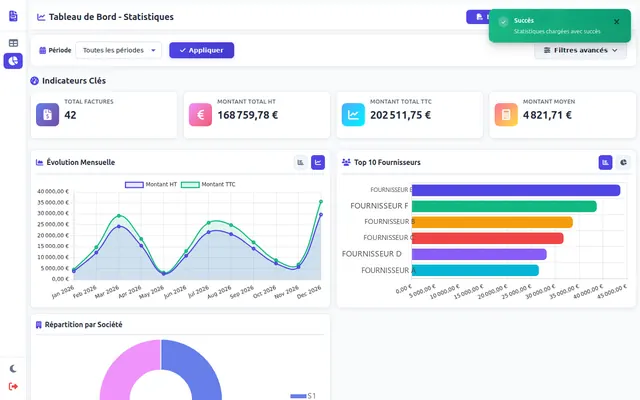 Tableau de Bord - Statistiques
Succès
Statistiques chargées avec succès
Période
Toutes les périodes
Appliquer
Filtres avancés
Indicateurs Clés
TOTAL FACTURES
42
MONTANT TOTAL HT
168 759,78 €
MONTANT TOTAL TTC
202 511,75 €
MONTANT MOYEN
4 821,71 €
Évolution Mensuelle
Montant HT
Montant TTC
40 000,00 €
35 000,00 €
30 000,00 €
25 000,00 €
20 000,00 €
15 000,00 €
10 000,00 €
5 000,00 €
0,00 €
Jan 2026
Feb 2026
Mar 2026
Apr 2026
May 2026
Jun 2026
Jul 2026
Aug 2026
Sep 2026
Oct 2026
Nov 2026
Dec 2026
Top 10 Fournisseurs
FOURNISSEUR E
FOURNISSEUR F
FOURNISSEUR B
FOURNISSEUR C
FOURNISSEUR D
FOURNISSEUR A
0,00 €
5 000,00 €
10 000,00 €
15 000,00 €
20 000,00 €
25 000,00 €
30 000,00 €
35 000,00 €
40 000,00 €
45 000,00 €
Répartition par Société
S1